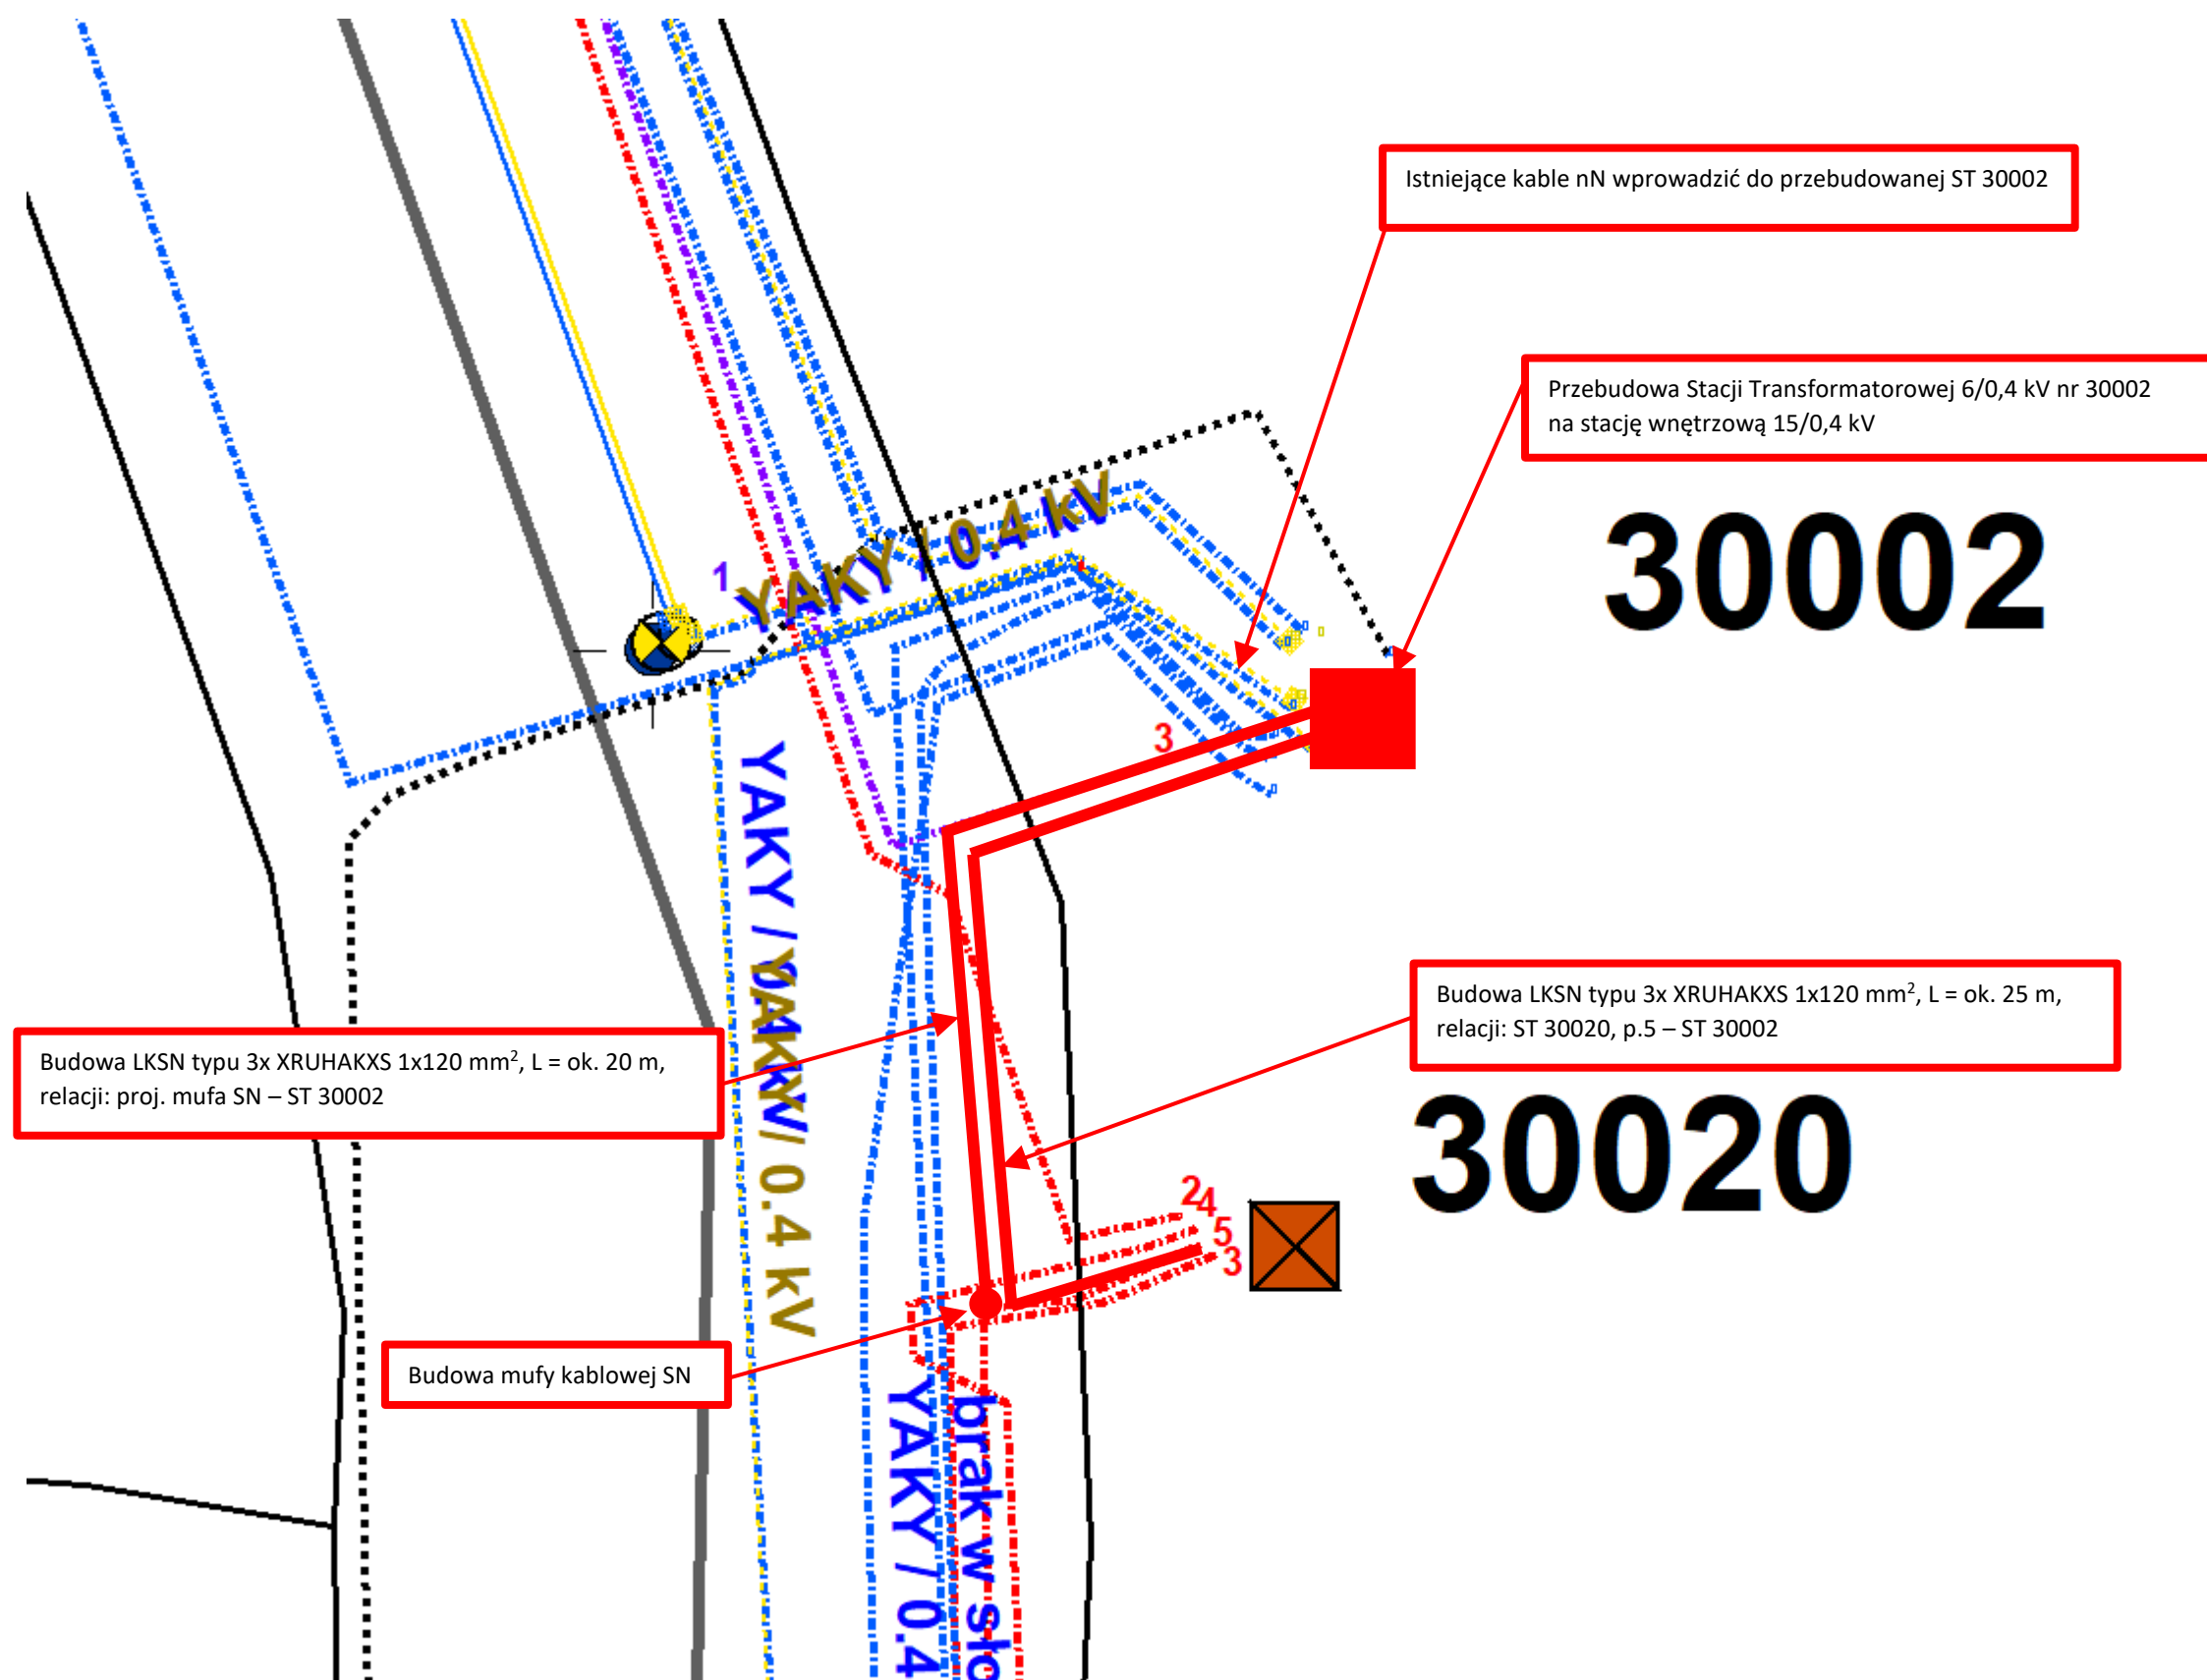 Istniejące kable nN wprowadzić do przebudowanej ST 30002
Przebudowa Stacji Transformatorowej 6/0,4 kV nr 30002
na stację wnętrzową 15/0,4 kV
30002
YAKY / 0.4 kV
1
3
YAKY /
YAKY / 0.4 kV
Budowa LKSN typu 3x XRUHAKXS 1x120 mm², L = ok. 25 m,
relacji: ST 30020, p.5 – ST 30002
Budowa LKSN typu 3x XRUHAKXS 1x120 mm², L = ok. 20 m,
relacji: proj. mufa SN – ST 30002
30020
2
4
5
3
Budowa mufy kablowej SN
YAKY / 0.4
brak w sło